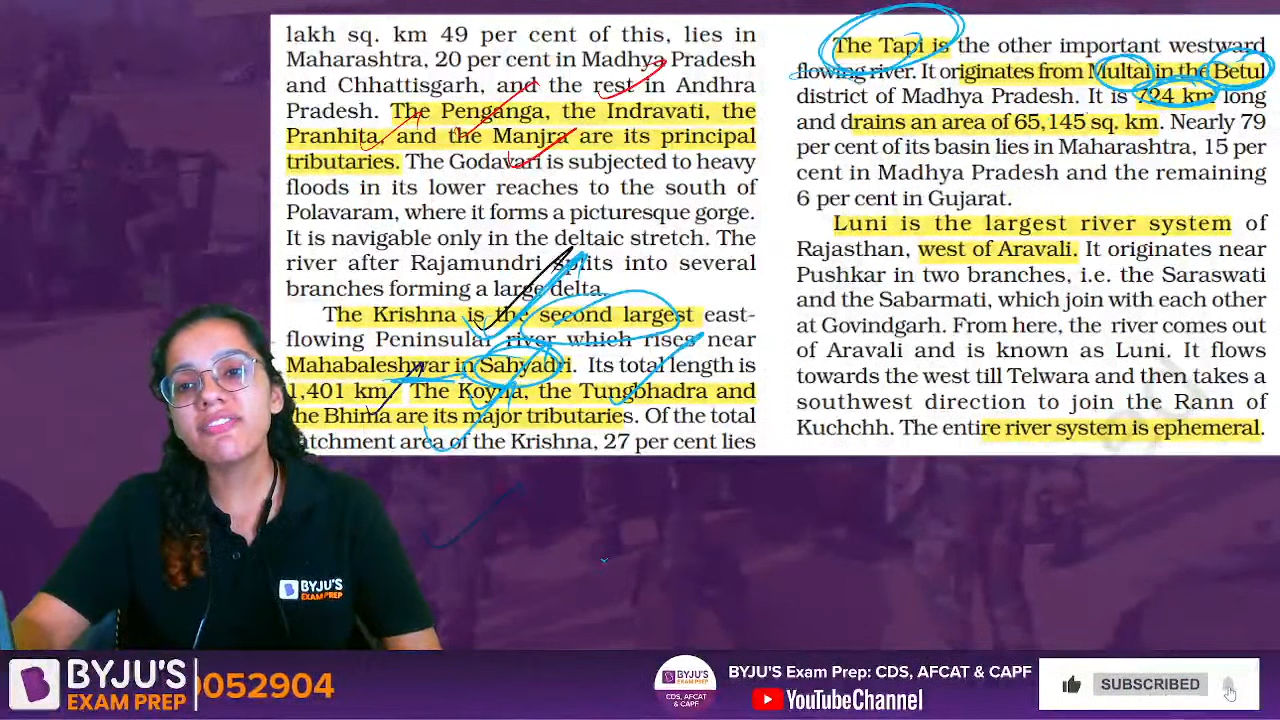 lakh sq. km 49 per cent of this, lies in
Maharashtra, 20 per cent in Madhya Pradesh
and Chhattisgarh, and the rest in Andhra
Pradesh. The Penganga, the Indravati, the
Pranhita, and the Manjra are its principal
tributaries. The Godavari is subjected to heavy
floods in its lower reaches to the south of
Polavaram, where it forms a picturesque gorge.
It is navigable only in the deltaic stretch. The
river after Rajamundri splits into several
branches forming a large delta.
The Krishna is the second largest east-
flowing Peninsular river which rises near
Mahabaleshwar in Sahyadri. Its total length is
1,401 km. The Koyna, the Tungbhadra and
the Bhima are its major tributaries. Of the total
catchment area of the Krishna, 27 per cent lies
The Tapi is the other important westward
flowing river. It originates from Multai in the Betul
district of Madhya Pradesh. It is 724 km long
and drains an area of 65,145 sq. km. Nearly 79
per cent of its basin lies in Maharashtra, 15 per
cent in Madhya Pradesh and the remaining
6 per cent in Gujarat.
Luni is the largest river system of
Rajasthan, west of Aravali. It originates near
Pushkar in two branches, i.e. the Saraswati
and the Sabarmati, which join with each other
at Govindgarh. From here, the river comes out
of Aravali and is known as Luni. It flows
towards the west till Telwara and then takes a
southwest direction to join the Rann of
Kuchchh. The entire river system is ephemeral.
BYJU'S
EXAM PREP
BYJU'S
EXAM PREP
052904
BYJU'S
CDS, AFCAT
& CAPF
BYJU'S Exam Prep: CDS, AFCAT & CAPF
YouTubeChannel
SUBSCRIBED